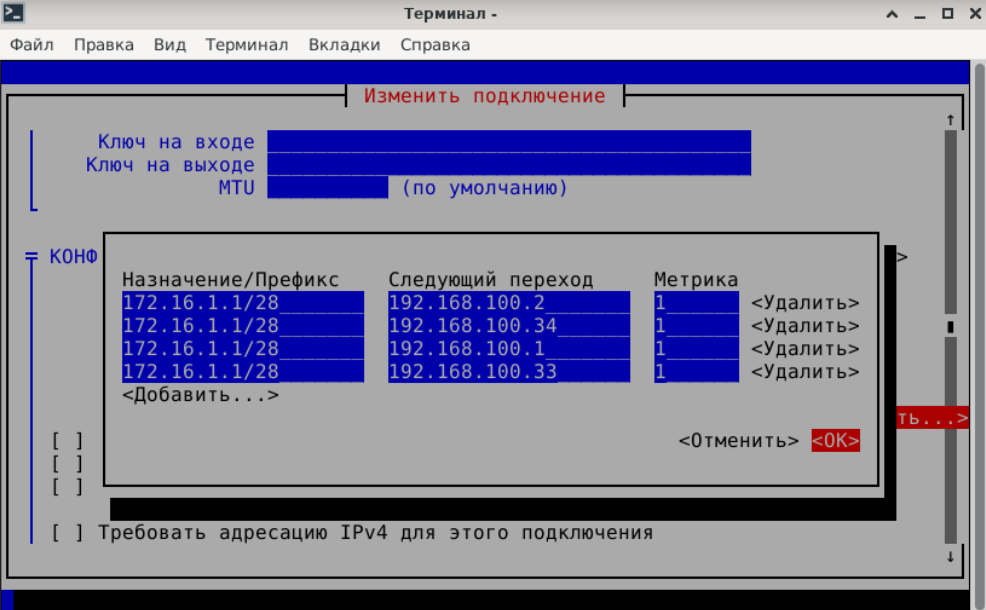 Терминал -
Файл Правка Вид Терминал Вкладки Справка
Изменить подключение
Ключ на входе
Ключ на выходе
MTU (по умолчанию)
КОНФ >
Назначение/Префикс Следующий переход Метрика
172.16.1.1/28 192.168.100.2 1 <Удалить>
172.16.1.1/28 192.168.100.34 1 <Удалить>
172.16.1.1/28 192.168.100.1 1 <Удалить>
172.16.1.1/28 192.168.100.33 1 <Удалить>
<Добавить...>
ть...>
[ ] <Отменить> <OK>
[ ]
[ ]
[ ] Требовать адресацию IPv4 для этого подключения